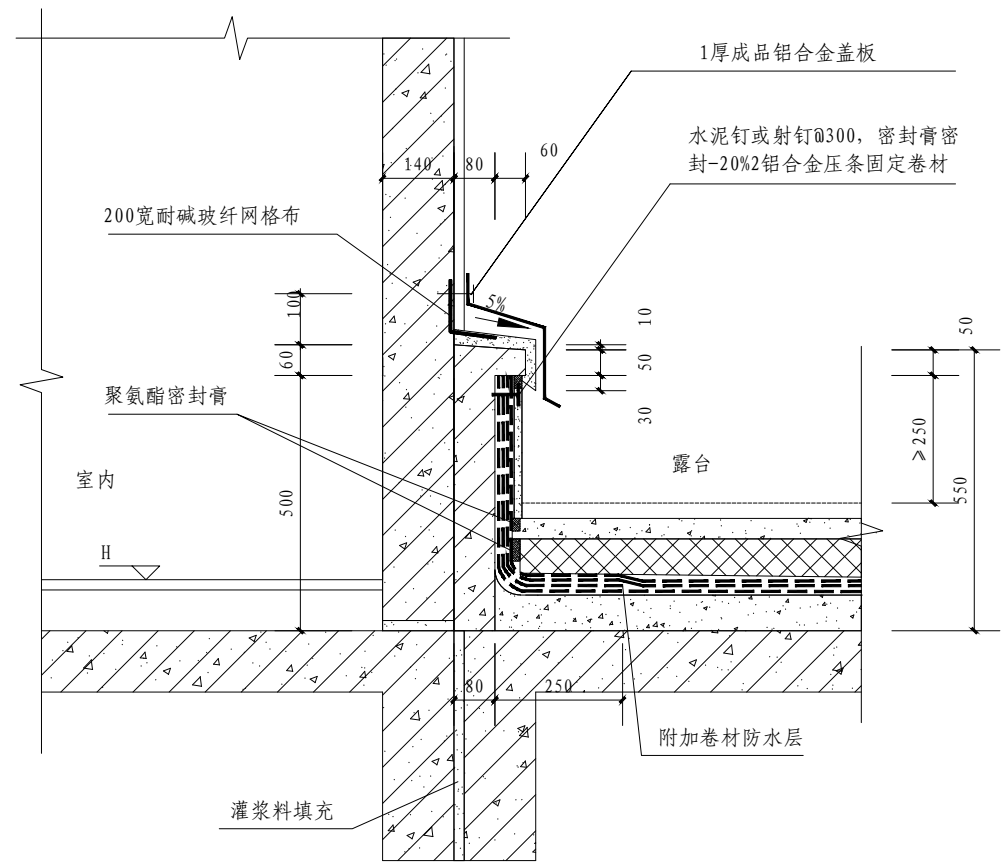 1厚成品铝合金盖板
水泥钉或射钉@300，密封膏密
封-20%2铝合金压条固定卷材
140
80
60
200宽耐碱玻纤网格布
5%
100
60
500
10
50
30
50
≥250
550
聚氨酯密封膏
室内
露台
H
80
250
附加卷材防水层
灌浆料填充